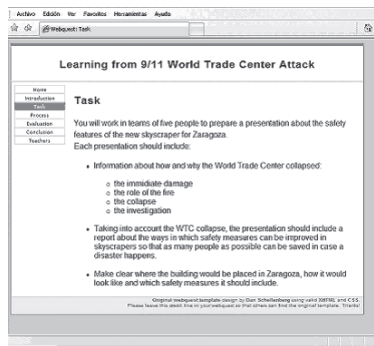 Archivo Edición Ver Favoritos Herramientas Ayuda
Webquest: Task
Learning from 9/11 World Trade Center Attack
Home
Introduction
Task
Process
Evaluation
Conclusion
Teachers
Task
You will work in teams of five people to prepare a presentation about the safety
features of the new skyscraper for Zaragoza.
Each presentation should include:
• Information about how and why the World Trade Center collapsed:
o the immidiate damage
o the role of the fire
o the collapse
o the investigation
• Taking into account the WTC collapse, the presentation should include a
report about the ways in which safety measures can be improved in
skyscrapers so that as many people as possible can be saved in case a
disaster happens.
• Make clear where the building would be placed in Zaragoza, how it would
look like and which safety measures it should include.
Original webquest template design by Dan Schellenberg using valid XHTML and CSS.
Please leave this credit line in your webquest so that others can find the original template. Thanks!